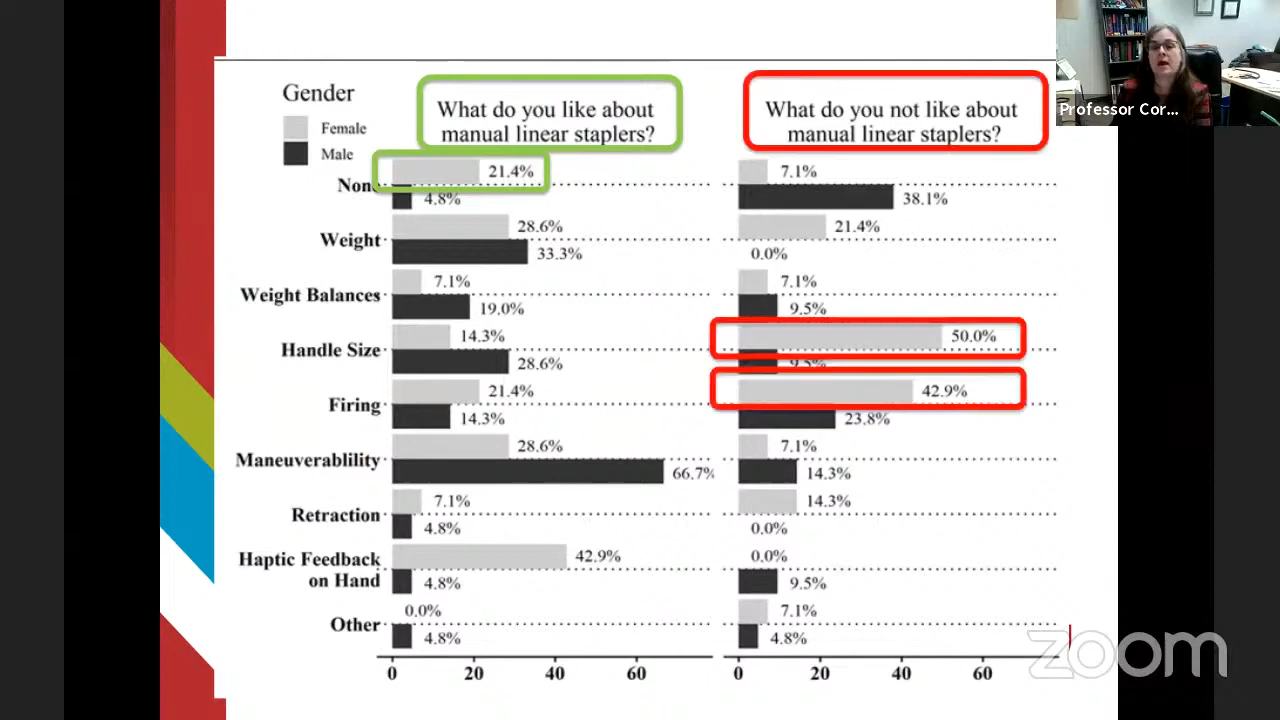 Gender
Female
Male
What do you like about
manual linear staplers?
What do you not like about
manual linear staplers?
Professor Cor...
None
21.4%
4.8%
7.1%
38.1%
Weight
28.6%
33.3%
21.4%
0.0%
Weight Balances
7.1%
19.0%
7.1%
9.5%
Handle Size
14.3%
28.6%
50.0%
9.5%
Firing
21.4%
14.3%
42.9%
23.8%
Maneuverablility
28.6%
66.7%
7.1%
14.3%
Retraction
7.1%
4.8%
14.3%
0.0%
Haptic Feedback
on Hand
42.9%
4.8%
0.0%
9.5%
Other
0.0%
4.8%
7.1%
4.8%
0 20 40 60
0 20 40 60
zoom